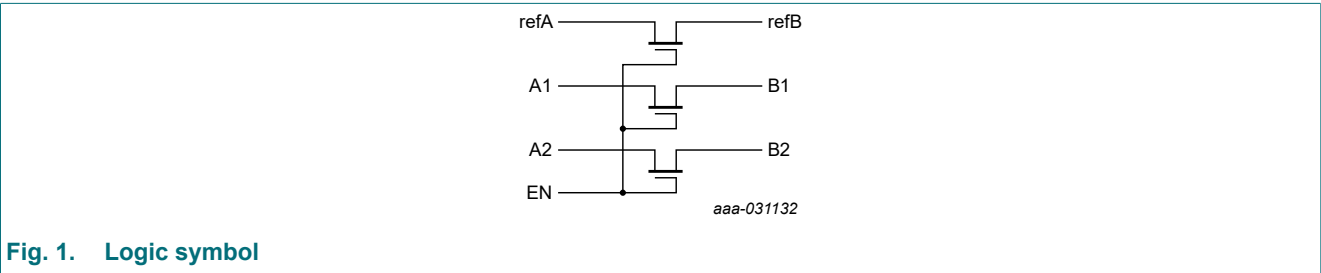 refA refB
A1 B1
A2 B2
EN
aaa-031132
Fig. 1. Logic symbol